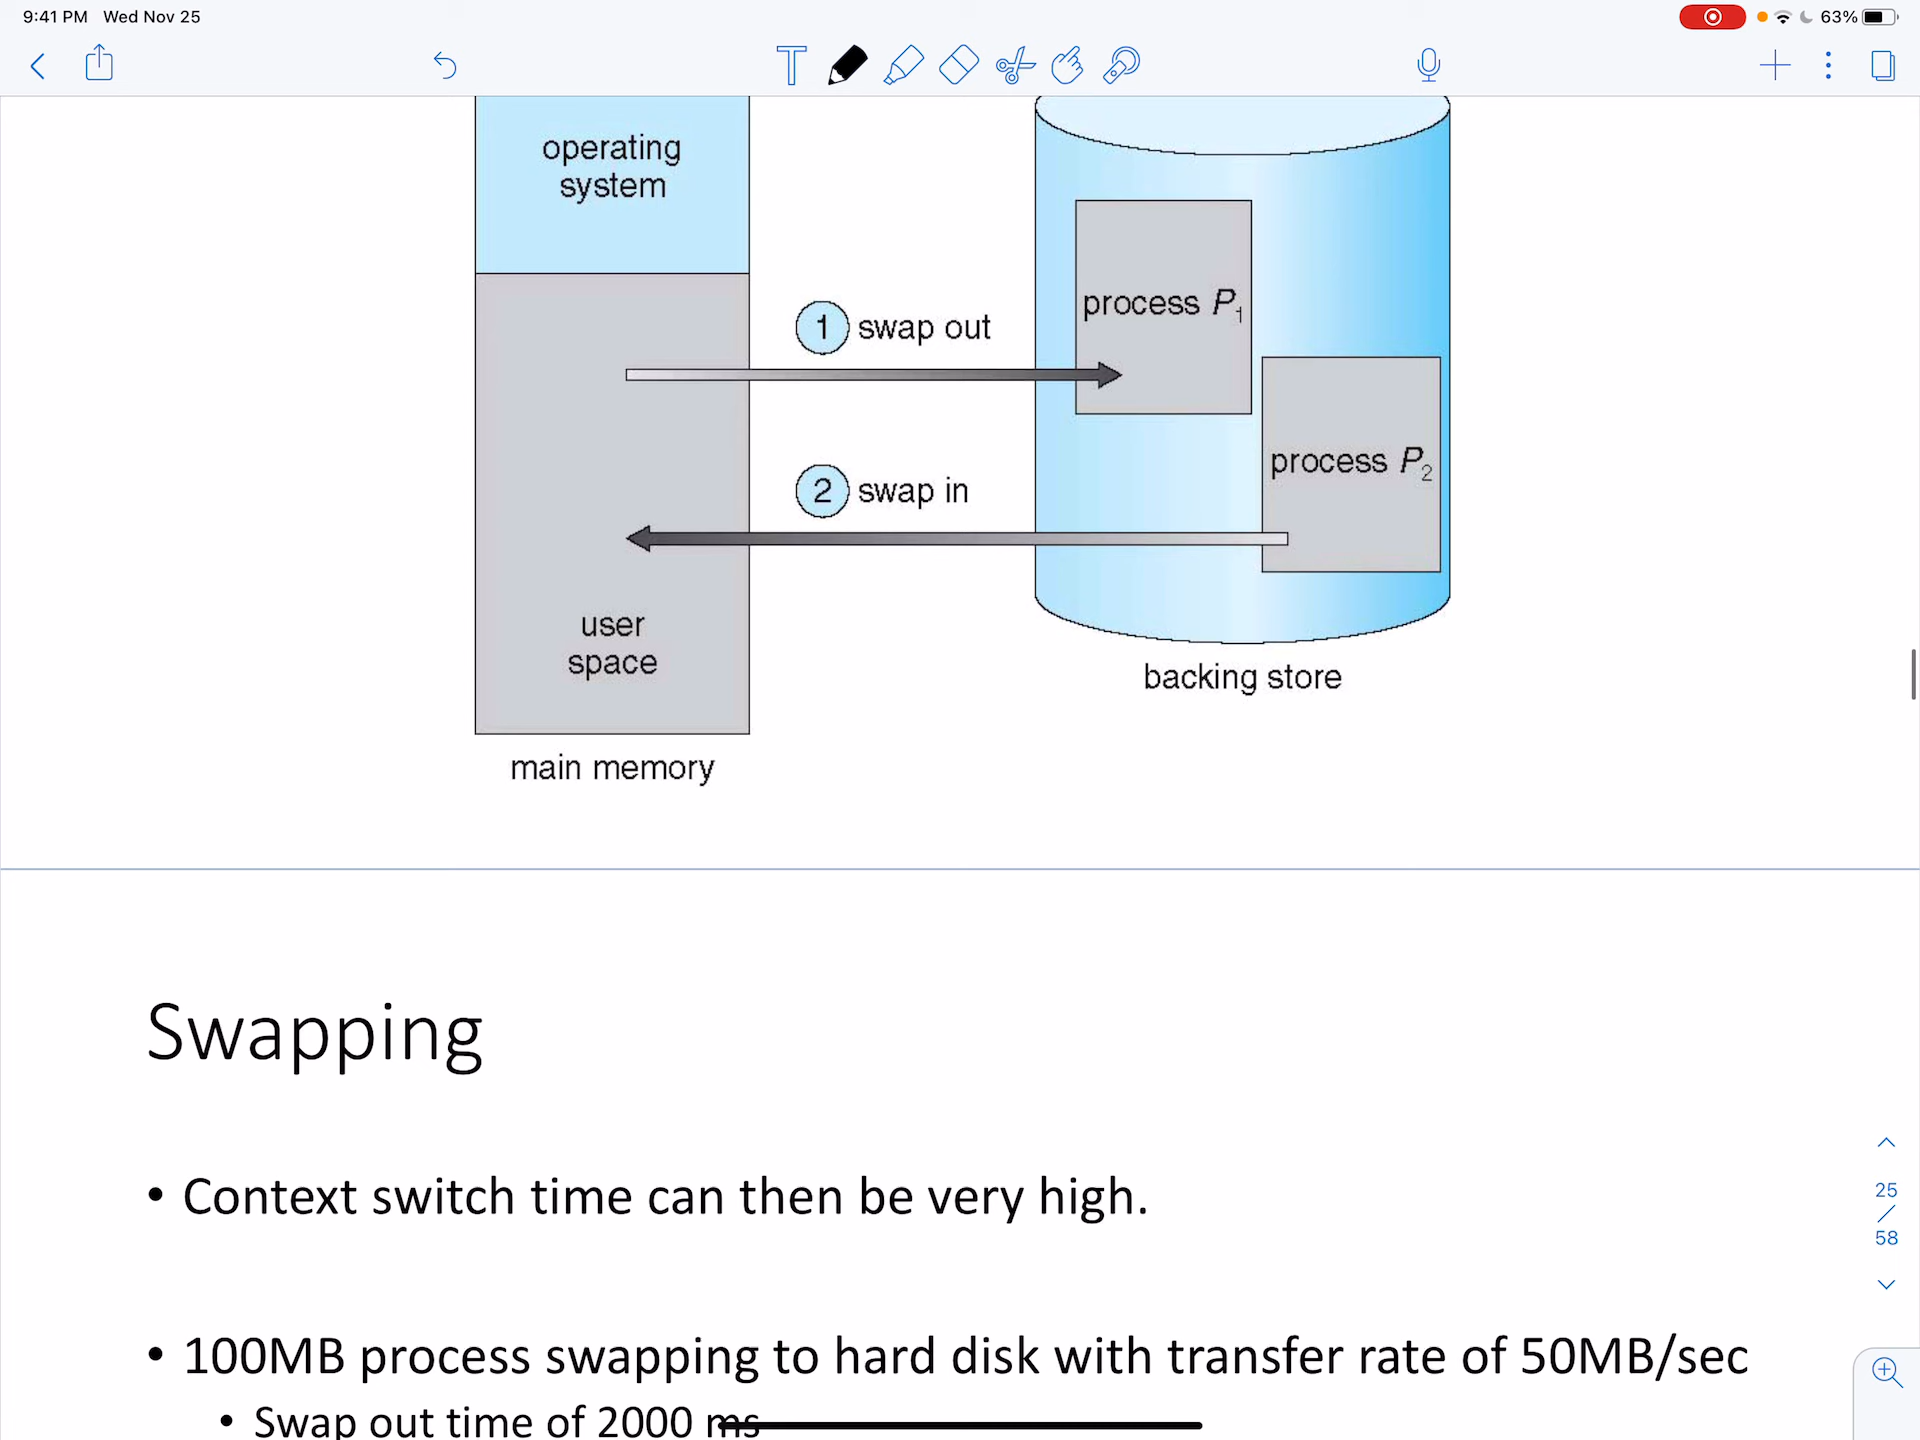 9:41 PM Wed Nov 25
63%
operating
system
process P1
1 swap out
process P2
2 swap in
user
space
backing store
main memory
Swapping
• Context switch time can then be very high.
25
/
58
• 100MB process swapping to hard disk with transfer rate of 50MB/sec
• Swap out time of 2000 ms